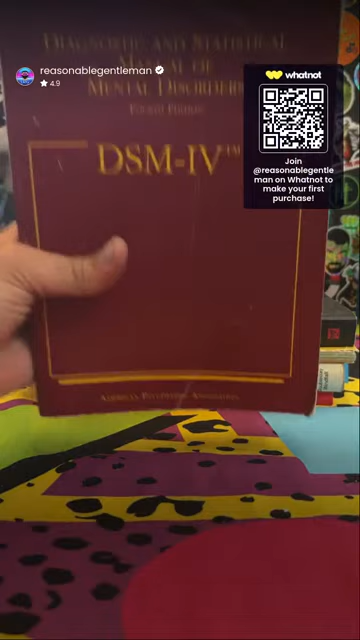 DIAGNOSTIC AND STATISTICAL
MANUAL OF
MENTAL DISORDERS
FOURTH EDITION
DSM-IV™
AMERICAN PSYCHIATRIC ASSOCIATION
reasonablegentleman
4.9
whatnot
Join
@reasonablegentle
man on Whatnot to
make your first
purchase!